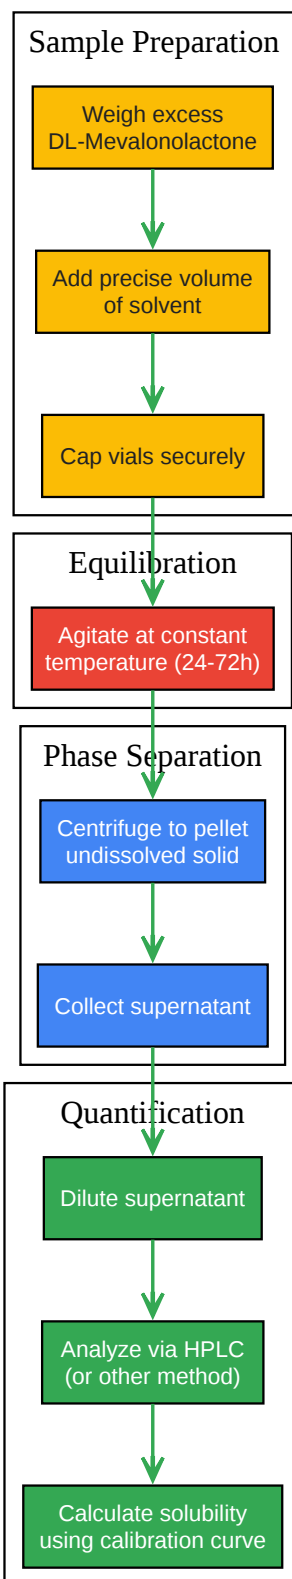 Sample Preparation
Weigh excess
DL-Mevalonolactone
Add precise volume
of solvent
Cap vials securely
Equilibration
Agitate at constant
temperature (24-72h)
Phase Separation
Centrifuge to pellet
undissolved solid
Collect supernatant
Quantification
Dilute supernatant
Analyze via HPLC
(or other method)
Calculate solubility
using calibration curve